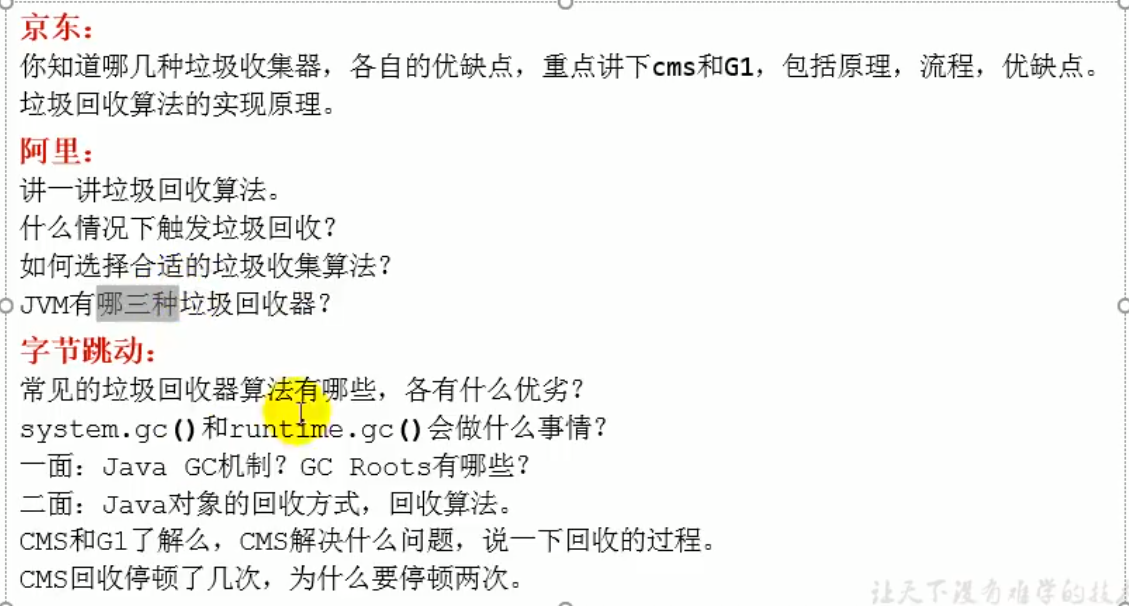 京东：
你知道哪几种垃圾收集器，各自的优缺点，重点讲下cms和G1，包括原理，流程，优缺点。
垃圾回收算法的实现原理。
阿里：
讲一讲垃圾回收算法。
什么情况下触发垃圾回收？
如何选择合适的垃圾收集算法？
JVM有哪三种垃圾回收器？
字节跳动：
常见的垃圾回收器算法有哪些，各有什么优劣？
system.gc()和runtime.gc()会做什么事情？
一面：Java GC机制？GC Roots有哪些？
二面：Java对象的回收方式，回收算法。
CMS和G1了解么，CMS解决什么问题，说一下回收的过程。
CMS回收停顿了几次，为什么要停顿两次。
让天下没有难学的技